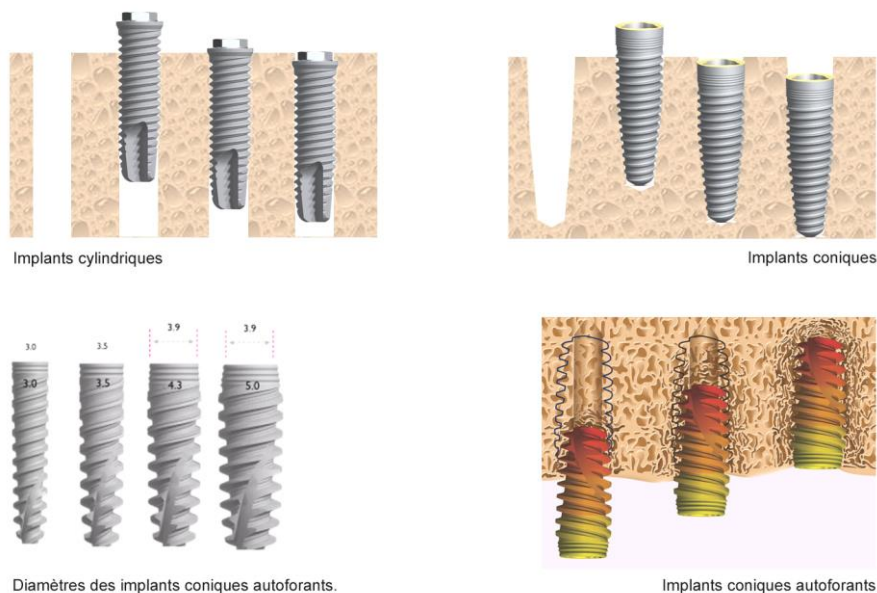 Implants cylindriques
Implants coniques
3.0 3.5 3.9 3.9
3.0 3.5 4.3 5.0
Diamètres des implants coniques autoforants.
Implants coniques autoforants